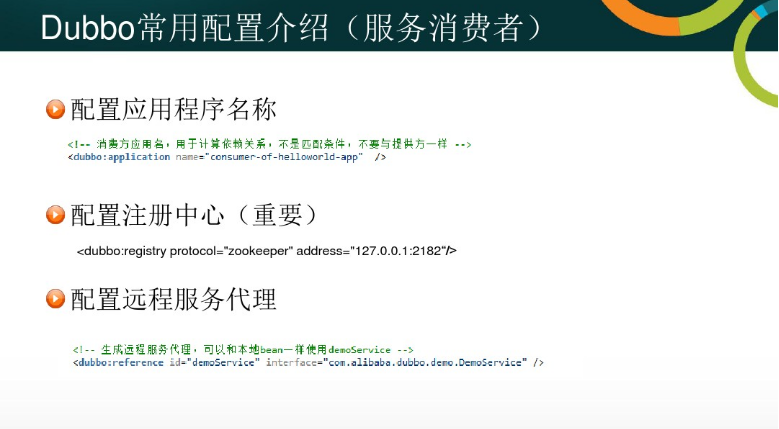 Dubbo常用配置介绍（服务消费者）
配置应用程序名称
<!-- 消费方应用名，用于计算依赖关系，不是匹配条件，不要与提供方一样 -->
<dubbo:application name="consumer-of-helloworld-app"  />
配置注册中心（重要）
<dubbo:registry protocol="zookeeper" address="127.0.0.1:2182"/>
配置远程服务代理
<!-- 生成远程服务代理，可以和本地bean一样使用demoService -->
<dubbo:reference id="demoService" interface="com.alibaba.dubbo.demo.DemoService" />